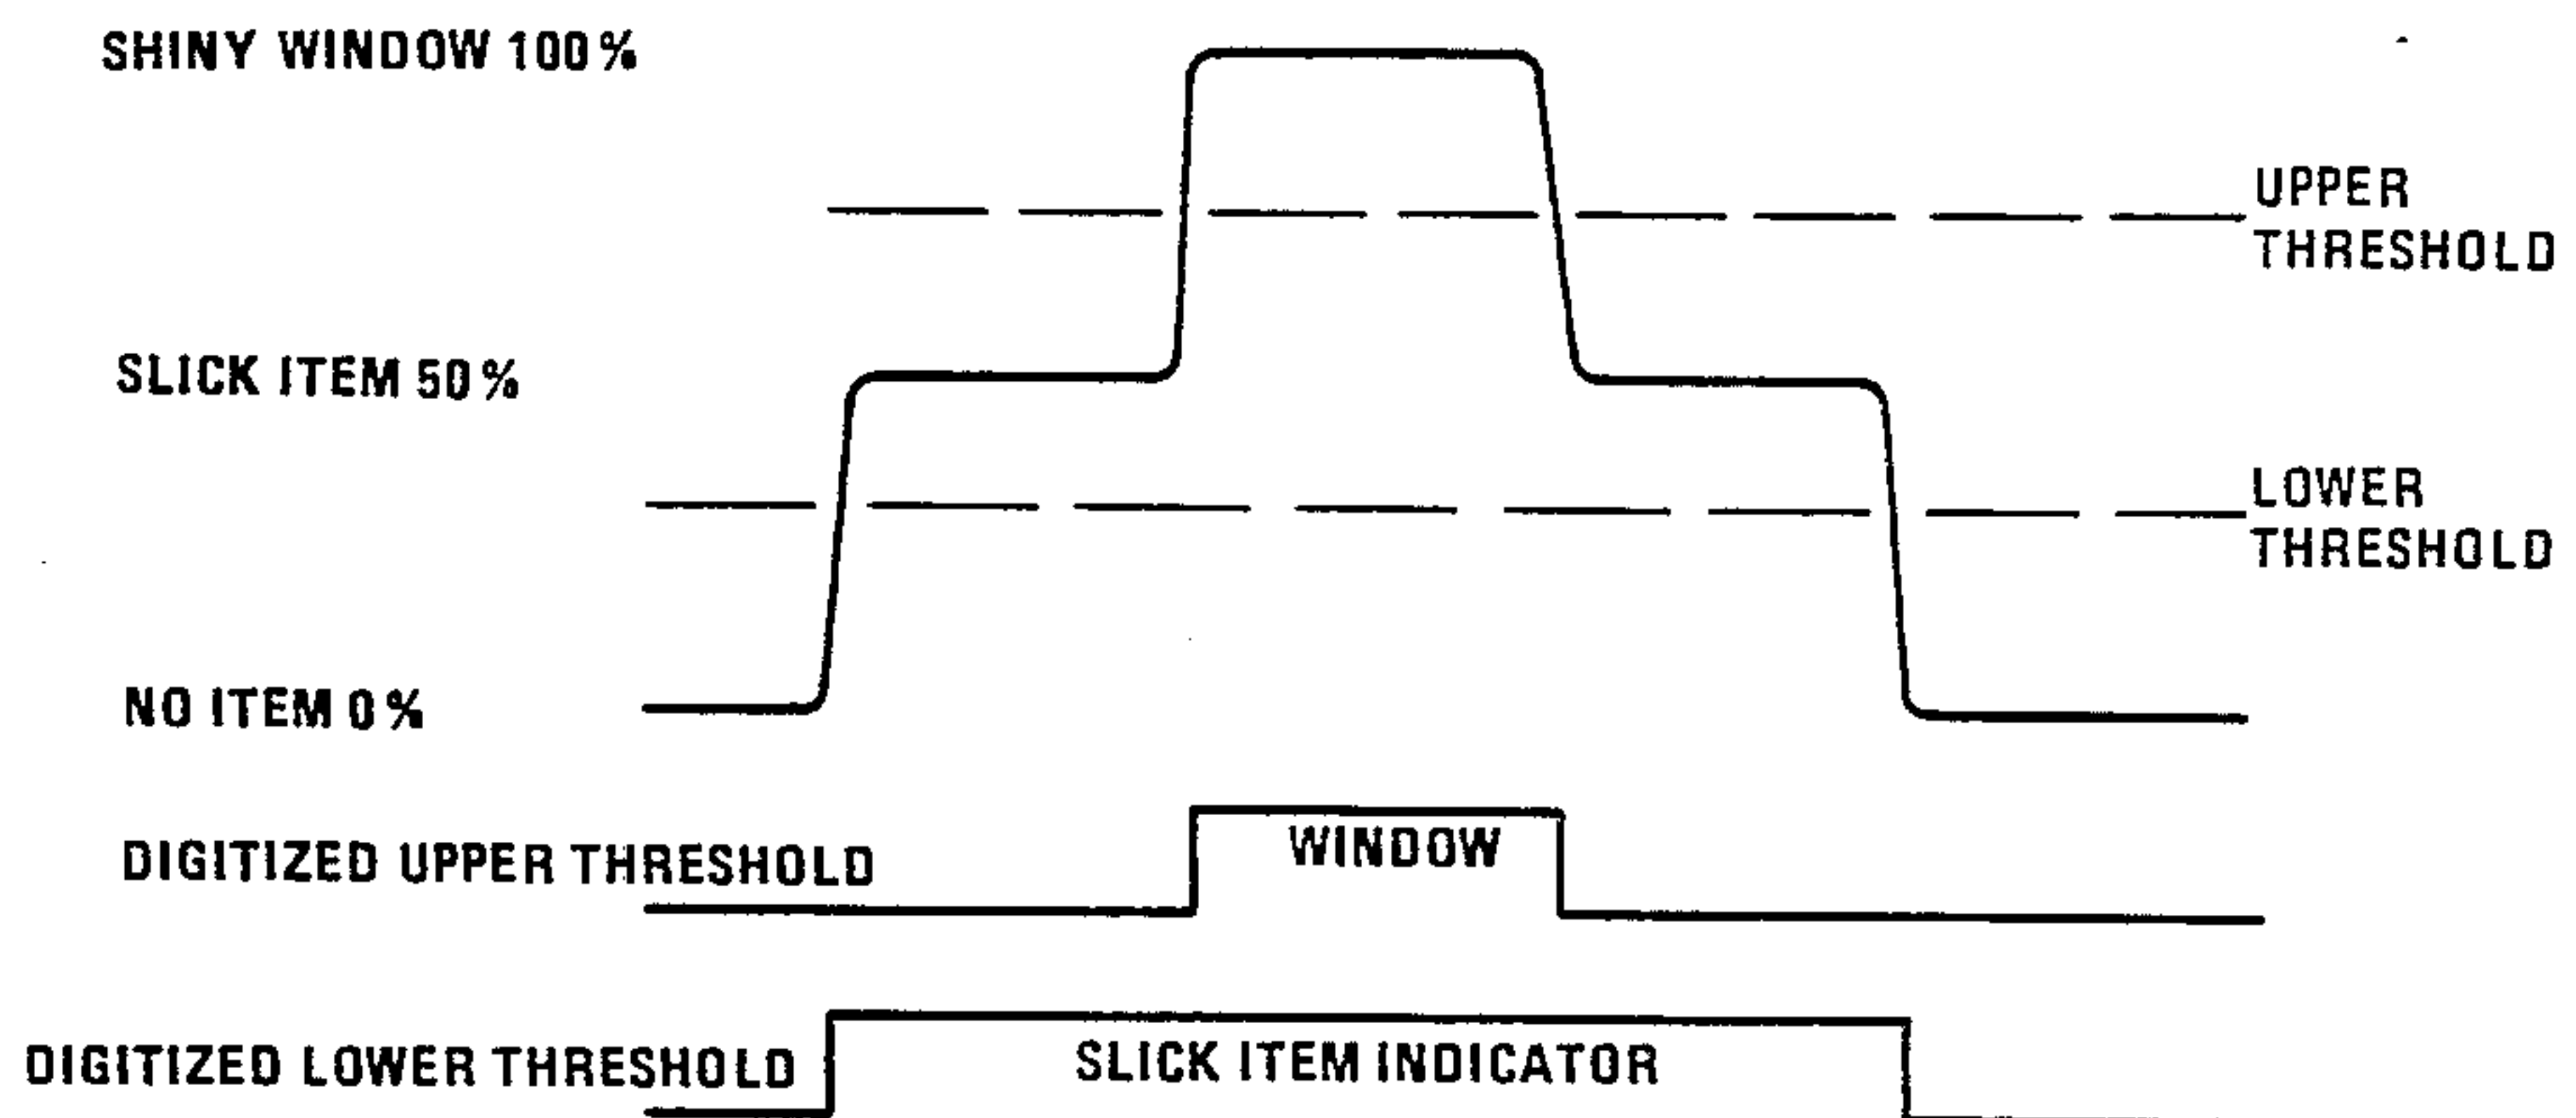 SHINY WINDOW 100%
UPPER
THRESHOLD
SLICK ITEM 50%
LOWER
THRESHOLD
NO ITEM 0%
WINDOW
DIGITIZED UPPER THRESHOLD
DIGITIZED LOWER THRESHOLD
SLICK ITEM INDICATOR